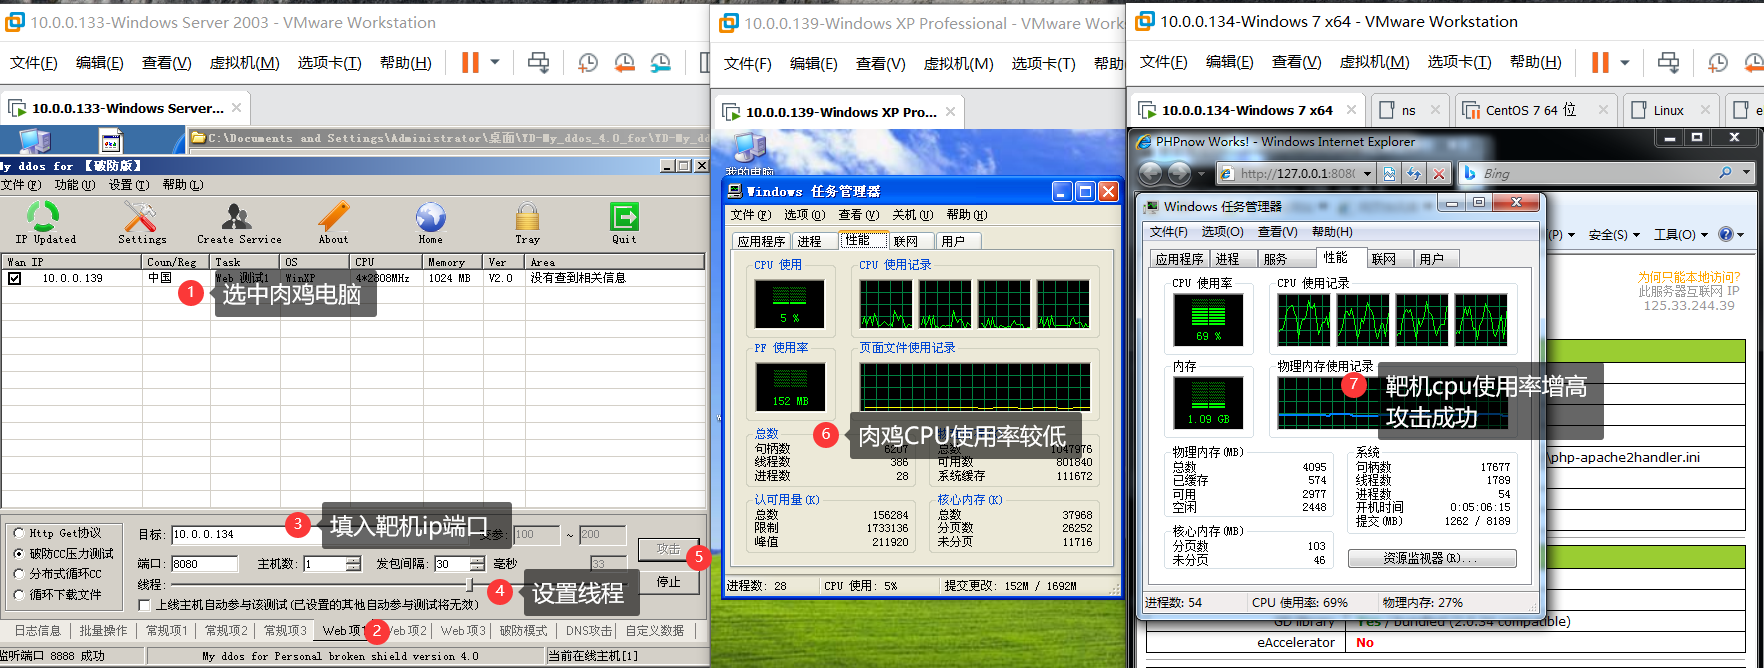 10.0.0.133-Windows Server 2003 - VMware Workstation
文件(F) 编辑(E) 查看(V) 虚拟机(M) 选项卡(T) 帮助(H)
10.0.0.133-Windows Server...
C:\Documents and Settings\Administrator\桌面\YD-My_ddos_4.0_for\YD-My_dd
My ddos for 【破防版】
文件(F) 功能(U) 设置(T) 帮助(L)
IP Updated Settings Create Service About Home Tray Quit
Wan IP Coun/Reg Task OS CPU Memory Ver Area
10.0.0.139 中国 Web 测试1 WinXP 4*2808MHz 1024 MB V2.0 没有查到相关信息
1 选中肉鸡电脑
Http Get协议
破防CC压力测试
分布式循环CC
循环下载文件
目标: 10.0.0.134
3 填入靶机ip端口
100 ~ 200
端口: 8080 主机数: 1 发包间隔: 30 毫秒 33
线程:
4 设置线程
上线主机自动参与该测试(已设置的其他自动参与测试将无效)
攻击
5
停止
日志信息 批量操作 常规项1 常规项2 常规项3 Web 项1 Web项2 Web项3 破防模式 DNS攻击 自定义数据
2
监听端口 8888 成功 My ddos for Personal broken shield version 4.0 当前在线主机[1]
10.0.0.139-Windows XP Professional - VMware Work
文件(F) 编辑(E) 查看(V) 虚拟机(M) 选项卡(T) 帮助
10.0.0.139-Windows XP Pro...
我的电脑
Windows 任务管理器
文件(F) 选项(O) 查看(V) 关机(U) 帮助(H)
应用程序 进程 性能 联网 用户
CPU 使用 CPU 使用记录
5 %
PF 使用率 页面文件使用记录
152 MB
6 肉鸡CPU使用率较低
总数
句柄数 6207
线程数 386
进程数 28
总数 1047976
可用数 801840
系统缓存 111672
认可用量(K)
总数 156284
限制 1733136
峰值 211920
核心内存(K)
总数 37968
分页数 26252
未分页 11716
进程数: 28 CPU 使用: 5% 提交更改: 152M / 1692M
10.0.0.134-Windows 7 x64 - VMware Workstation
文件(F) 编辑(E) 查看(V) 虚拟机(M) 选项卡(T) 帮助(H)
10.0.0.134-Windows 7 x64 ns CentOS 7 64 位 Linux e
PHPnow Works! - Windows Internet Explorer
http://127.0.0.1:808( Bing
(P) 安全(S) 工具(O)
为何只能本地访问?
此服务器互联网 IP
125.33.244.39
Windows 任务管理器
文件(F) 选项(O) 查看(V) 帮助(H)
应用程序 进程 服务 性能 联网 用户
CPU 使用率 CPU 使用记录
69 %
内存 物理内存使用记录
1.09 GB
7 靶机cpu使用率增高
攻击成功
物理内存(MB)
总数 4095
已缓存 574
可用 2977
空闲 2448
核心内存(MB)
分页数 103
未分页 46
系统
句柄数 17677
线程数 1789
进程数 54
开机时间 0:05:06:15
提交(MB) 1262 / 8189
资源监视器(R)...
进程数: 54 CPU 使用率: 69% 物理内存: 27%
\php-apache2handler.ini
GD library Yes / bundled (2.0.34 compatible)
eAccelerator No